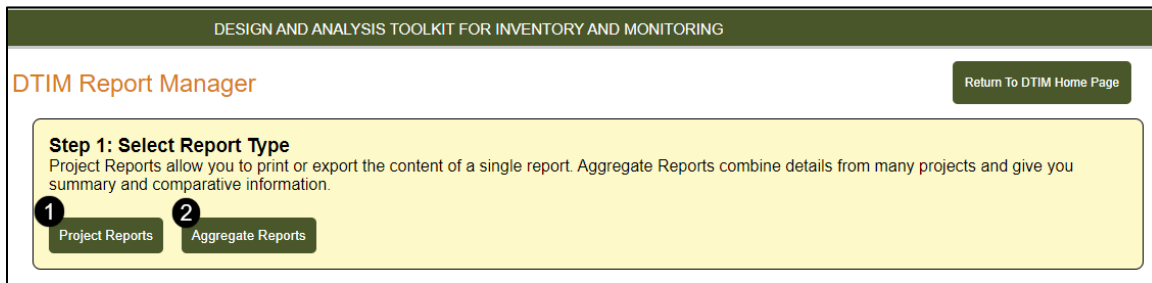 DESIGN AND ANALYSIS TOOLKIT FOR INVENTORY AND MONITORING
DTIM Report Manager
Return To DTIM Home Page
Step 1: Select Report Type
Project Reports allow you to print or export the content of a single report. Aggregate Reports combine details from many projects and give you
summary and comparative information.
1 2
Project Reports Aggregate Reports